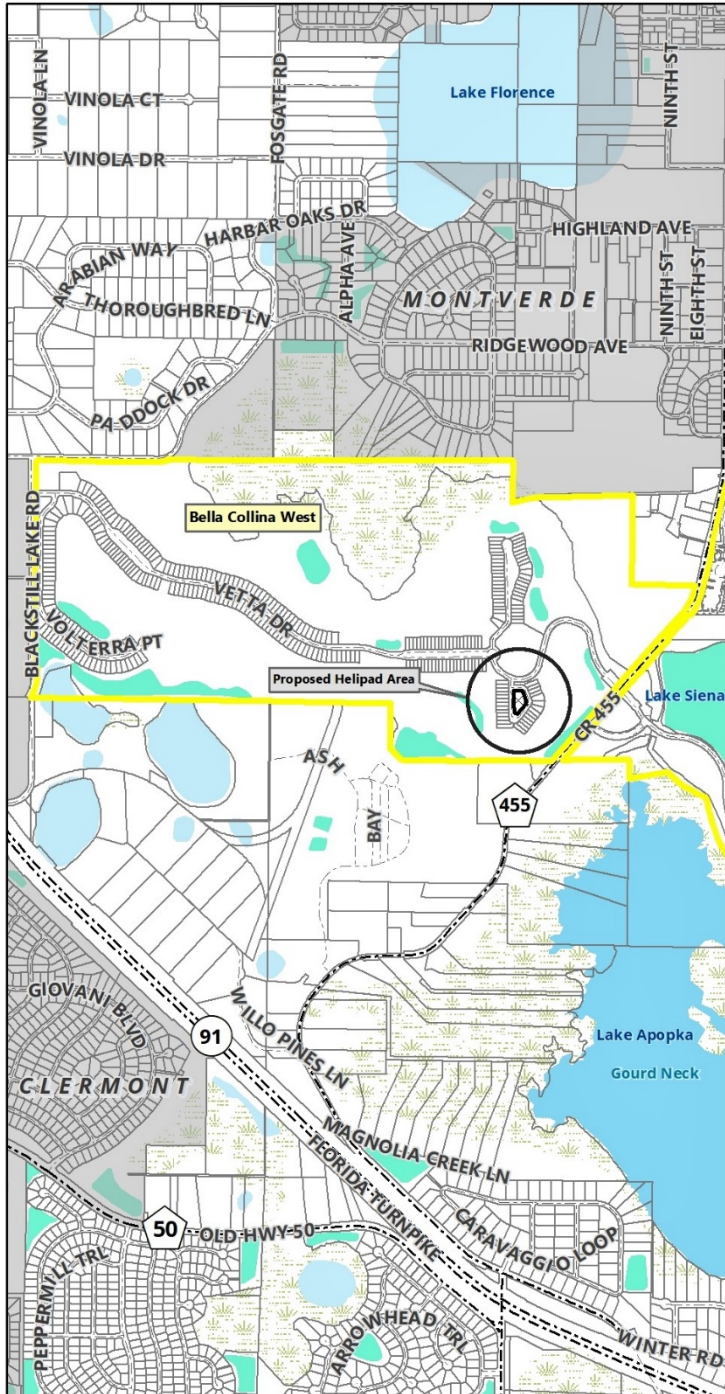 VINOLA LN
VINOLA CT
VINOLA DR
FOSGATE RD
Lake Florence
NINTH ST
HARBAR OAKS DR
ALPHA AVE
HIGHLAND AVE
ARABIAN WAY
THOROUGHBRED LN
MONTVERDE
NINTH ST
EIGHTH ST
RIDGEWOOD AVE
PADDOCK DR
BLACKSTILL LAKE RD
Bella Collina West
VETTA DR
VOLTERRA PT
Proposed Helipad Area
Lake Siena
CR 455
455
ASH
BAY
GIOVANI BLVD
91
WILLO PINES LN
Lake Apopka
Gourd Neck
CLERMONT
MAGNOLIA CREEK LN
FLORIDA TURNPIKE
50
OLD HWY 50
CARAVAGGIO LOOP
PEPPERMILL TRL
ARROWHEAD TRL
WINTER RD